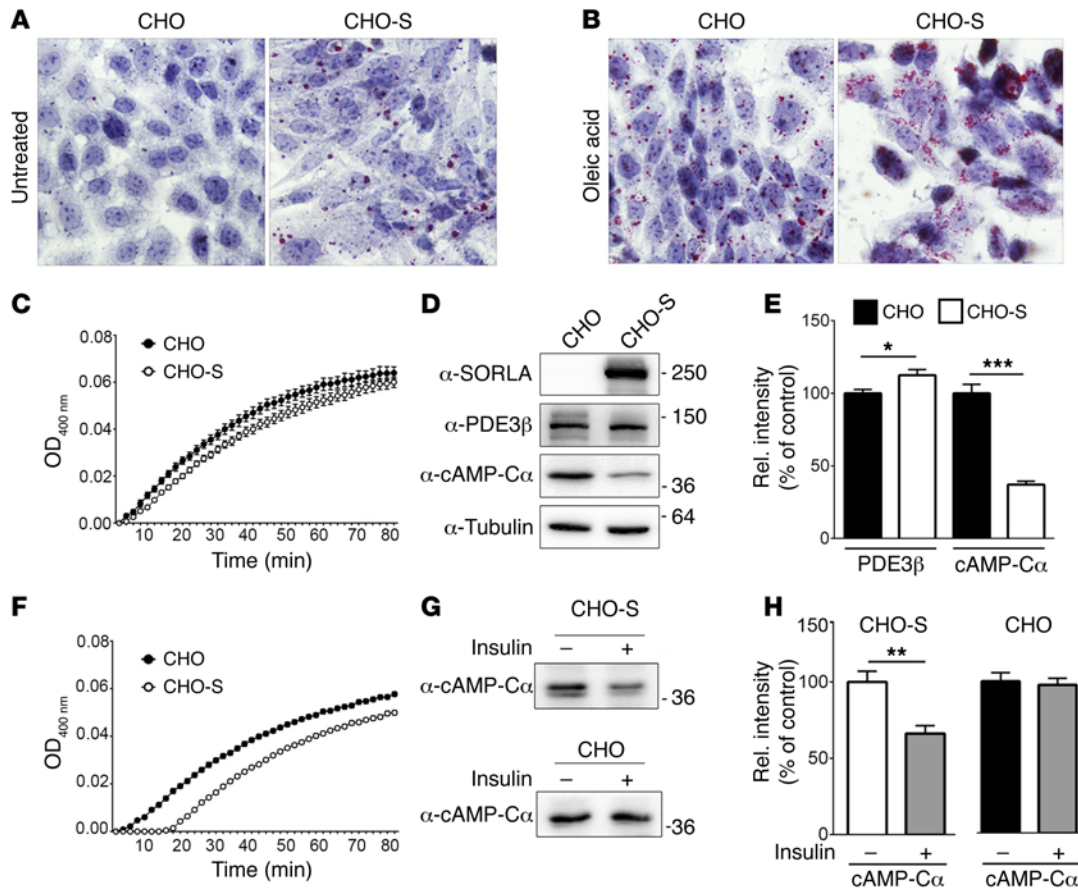 A
CHO
CHO-S
Untreated
B
CHO
CHO-S
Oleic acid
C
OD400 nm
0.08
0.06
0.04
0.02
0.00
CHO
CHO-S
10 20 30 40 50 60 70 80
Time (min)
D
CHO
CHO-S
α-SORLA
- 250
α-PDE3β
- 150
α-cAMP-Cα
- 36
α-Tubulin
- 64
E
CHO
CHO-S
Rel. intensity
(% of control)
150
100
50
0
*
***
PDE3β
cAMP-Cα
F
OD400 nm
0.08
0.06
0.04
0.02
0.00
CHO
CHO-S
10 20 30 40 50 60 70 80
Time (min)
G
CHO-S
Insulin − +
α-cAMP-Cα
- 36
CHO
Insulin − +
α-cAMP-Cα
-36
H
Rel. intensity
(% of control)
150
100
50
0
CHO-S
CHO
**
Insulin − + − +
cAMP-Cα
cAMP-Cα